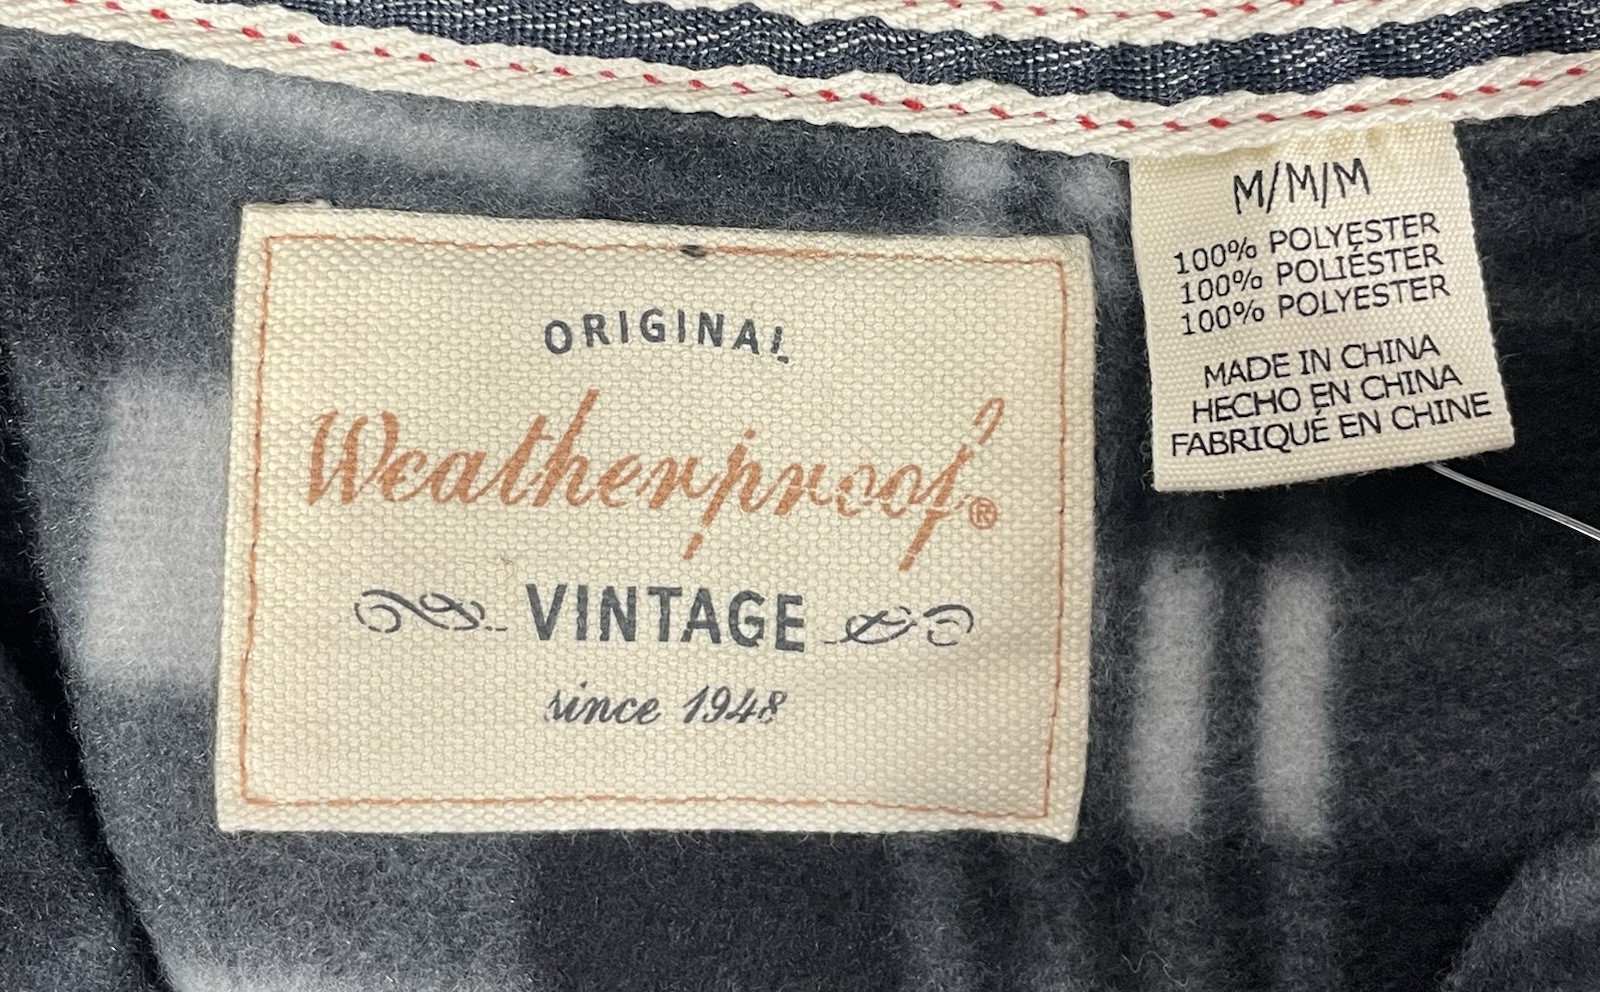 ORIGINAL
Weatherproof®
VINTAGE
since 1948
M/M/M
100% POLYESTER
100% POLIÉSTER
100% POLYESTER
MADE IN CHINA
HECHO EN CHINA
FABRIQUÉ EN CHINE